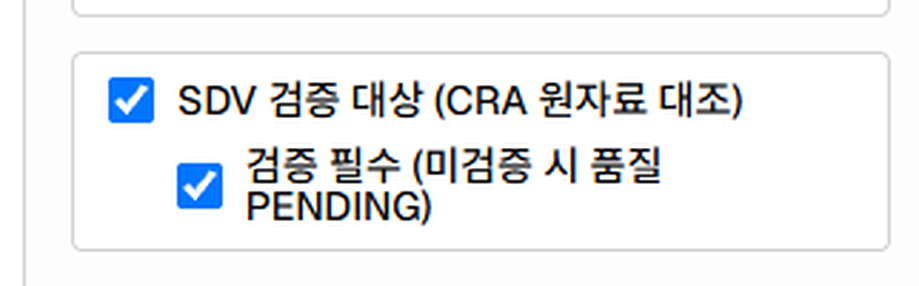 SDV 검증 대상 (CRA 원자료 대조)
검증 필수 (미검증 시 품질
PENDING)